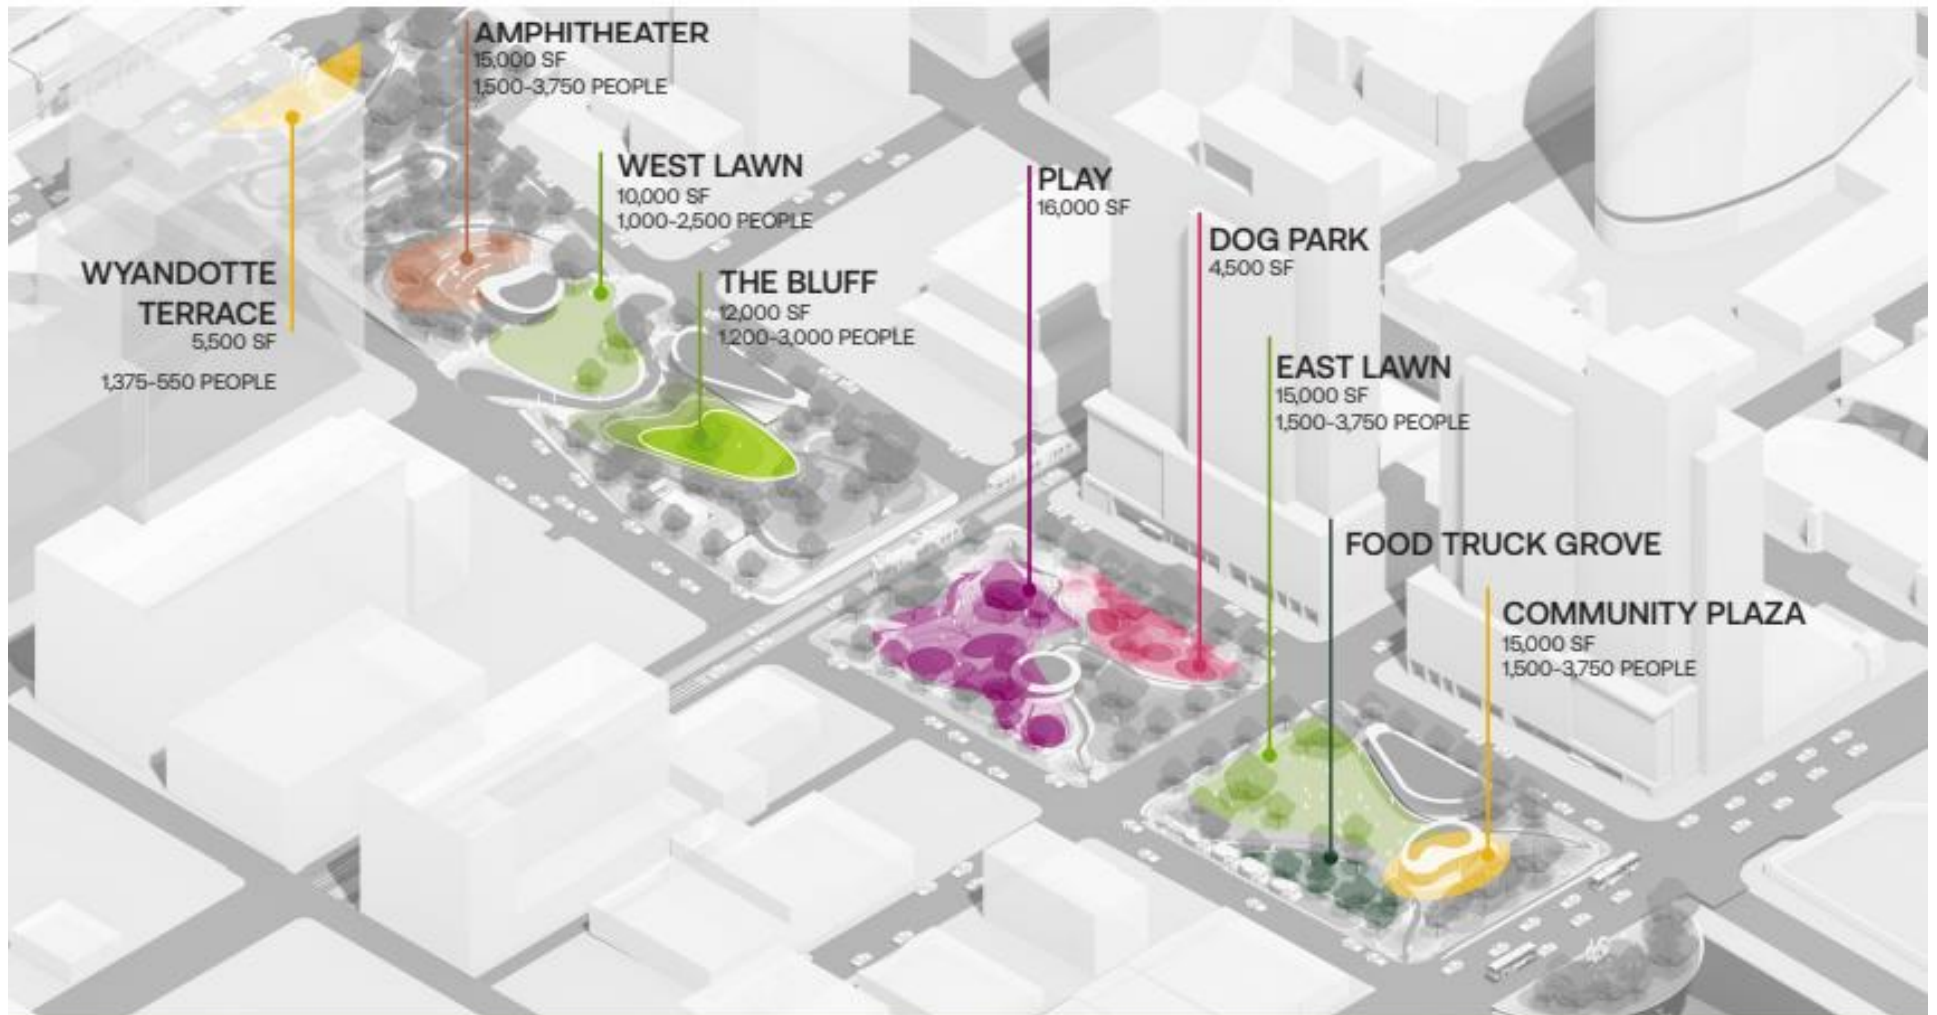 AMPHITHEATER
15,000 SF
1,500-3,750 PEOPLE
WEST LAWN
10,000 SF
1,000-2,500 PEOPLE
PLAY
16,000 SF
DOG PARK
4,500 SF
WYANDOTTE
TERRACE
5,500 SF
1,375-550 PEOPLE
THE BLUFF
12,000 SF
1,200-3,000 PEOPLE
EAST LAWN
15,000 SF
1,500-3,750 PEOPLE
FOOD TRUCK GROVE
COMMUNITY PLAZA
15,000 SF
1,500-3,750 PEOPLE